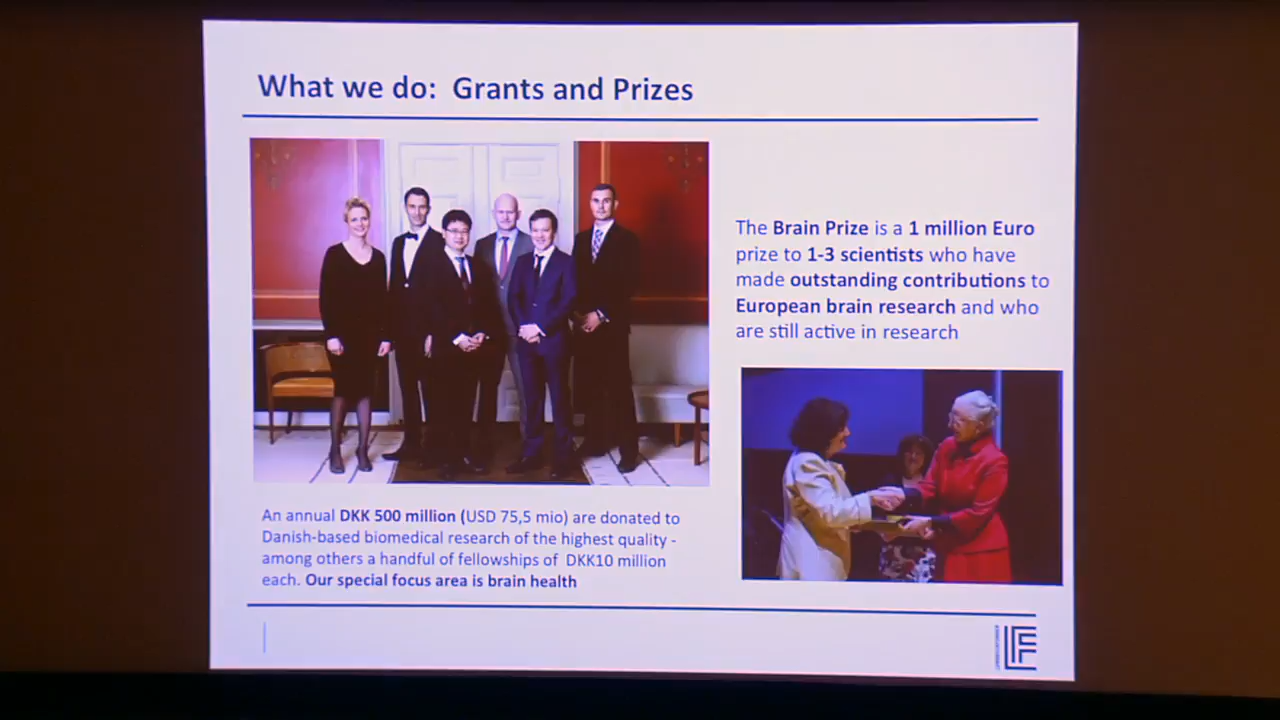 What we do: Grants and Prizes
The Brain Prize is a 1 million Euro
prize to 1-3 scientists who have
made outstanding contributions to
European brain research and who
are still active in research
An annual DKK 500 million (USD 75,5 mio) are donated to
Danish-based biomedical research of the highest quality -
among others a handful of fellowships of DKK10 million
each. Our special focus area is brain health